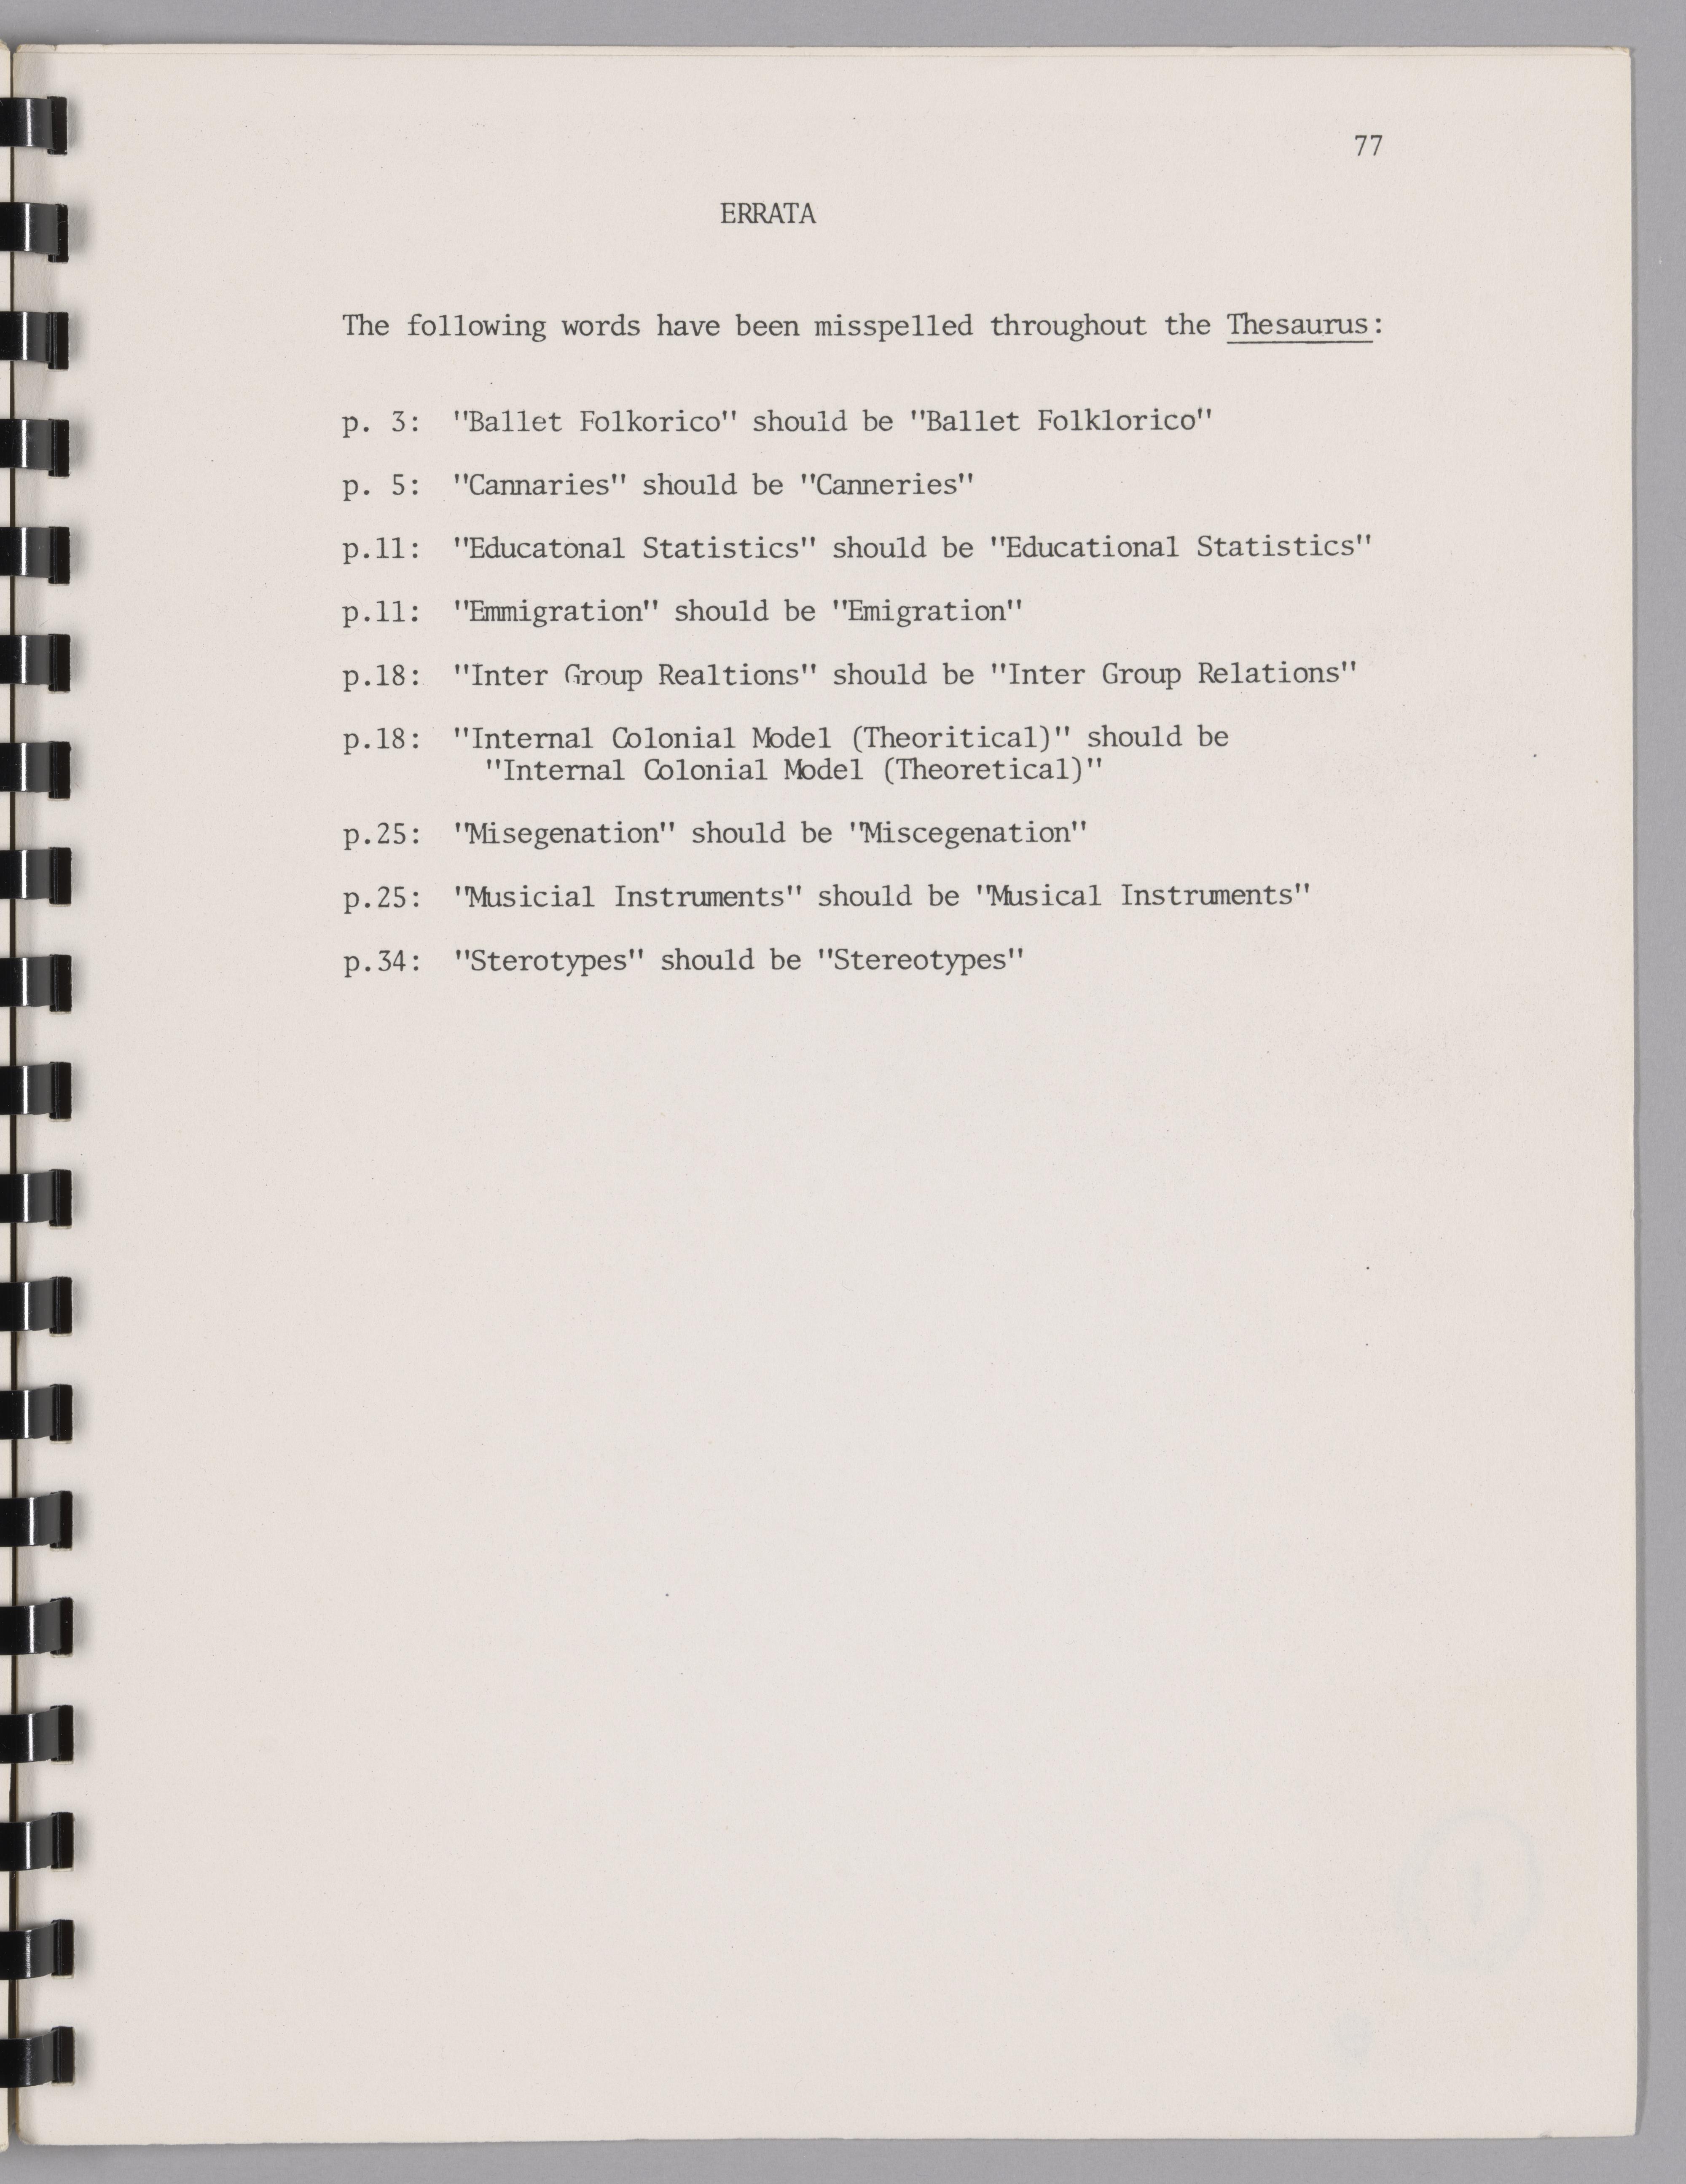 77
ERRATA
The following words have been misspelled throughout the Thesaurus:
p. 3: "Ballet Folkorico" should be "Ballet Folklorico"
p. 5: "Cannaries" should be "Canneries"
p.11: "Educatonal Statistics" should be "Educational Statistics"
p.11: "Emmigration" should be "Emigration"
p.18: "Inter Group Realtions" should be "Inter Group Relations"
p.18: "Internal Colonial Model (Theoritical)" should be
"Internal Colonial Model (Theoretical)"
p.25: "Misegenation" should be "Miscegenation"
p.25: "Musicial Instruments" should be "Musical Instruments"
p.34: "Sterotypes" should be "Stereotypes"